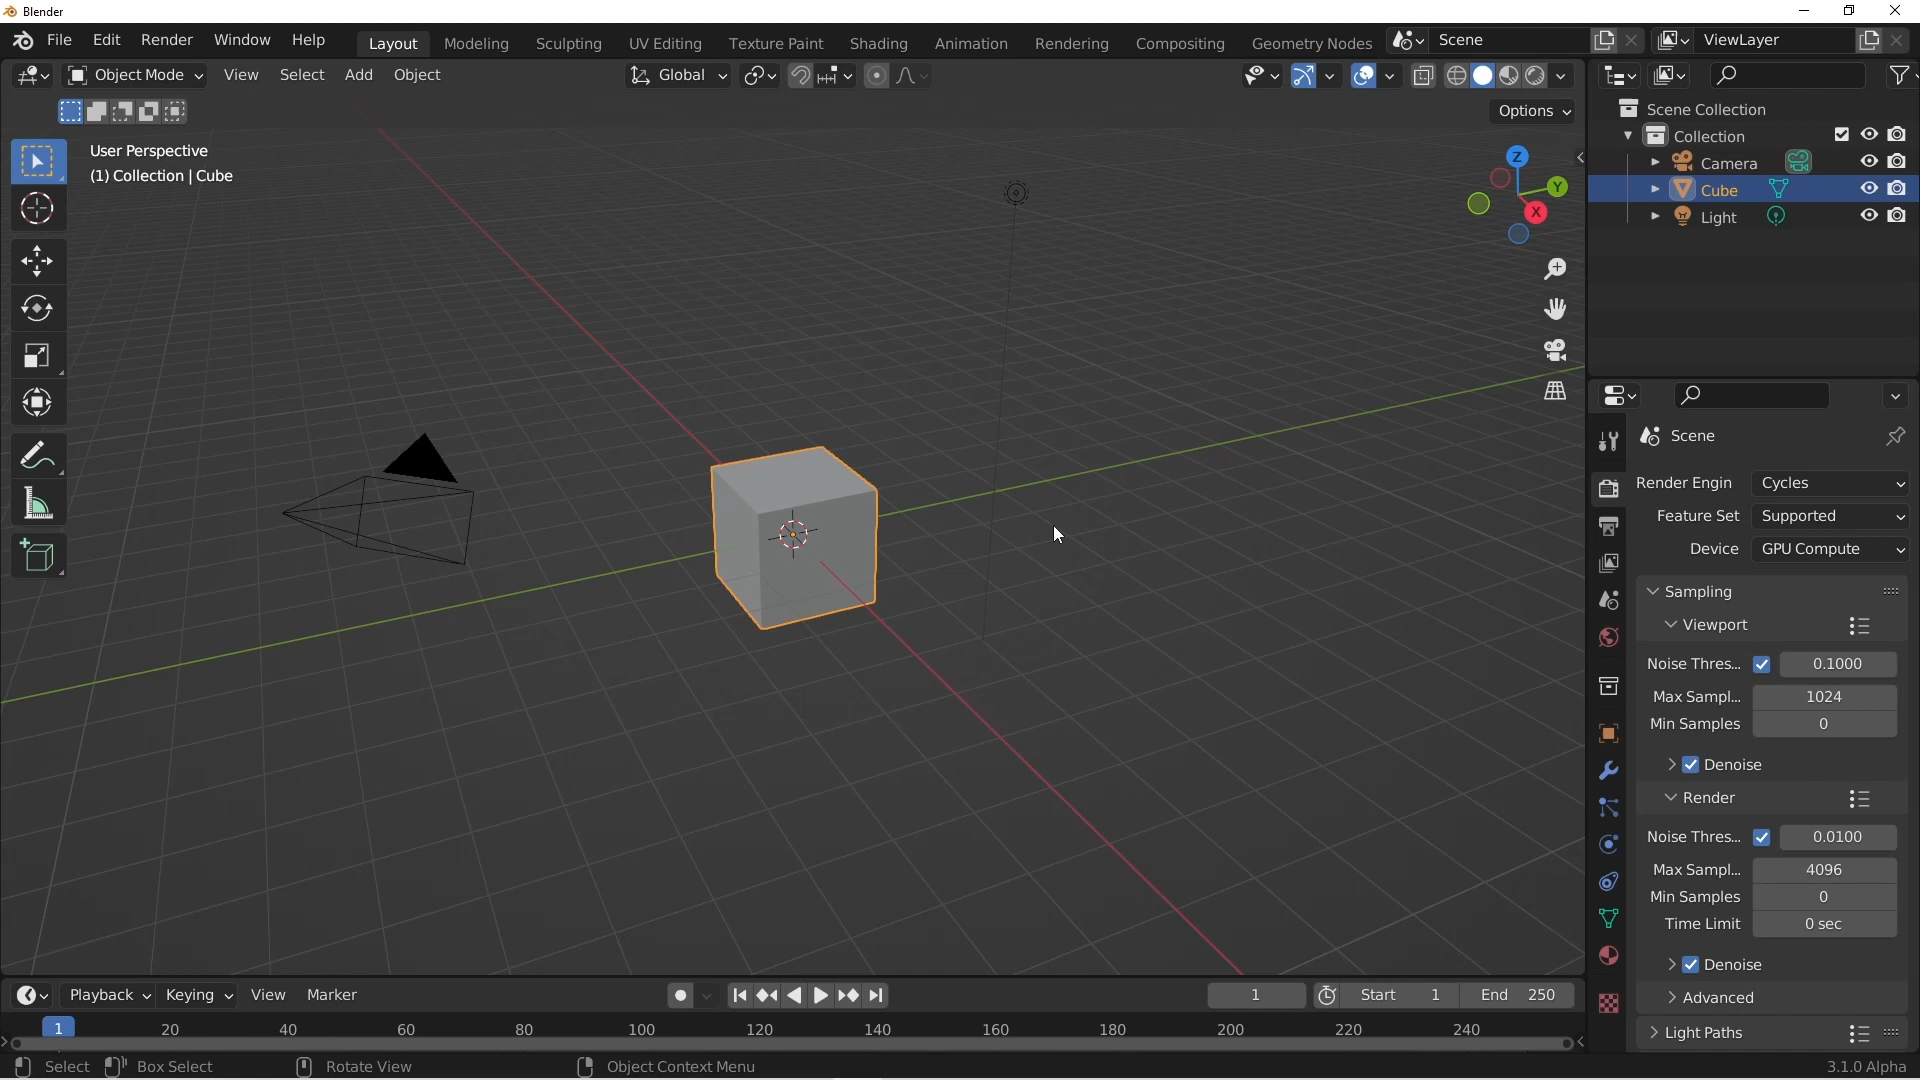 Blender
File Edit Render Window Help Layout Modeling Sculpting UV Editing Texture Paint Shading Animation Rendering Compositing Geometry Nodes Scene ViewLayer
Object Mode View Select Add Object Global
Options
User Perspective
(1) Collection | Cube
Z
Y
X
Scene Collection
Collection
Camera
Cube
Light
Scene
Render Engin Cycles
Feature Set Supported
Device GPU Compute
Sampling
Viewport
Noise Thres... 0.1000
Max Sampl... 1024
Min Samples 0
Denoise
Render
Noise Thres... 0.0100
Max Sampl... 4096
Min Samples 0
Time Limit 0 sec
Denoise
Advanced
Light Paths
Playback Keying View Marker 1 Start 1 End 250
1 20 40 60 80 100 120 140 160 180 200 220 240
Select Box Select Rotate View Object Context Menu 3.1.0 Alpha